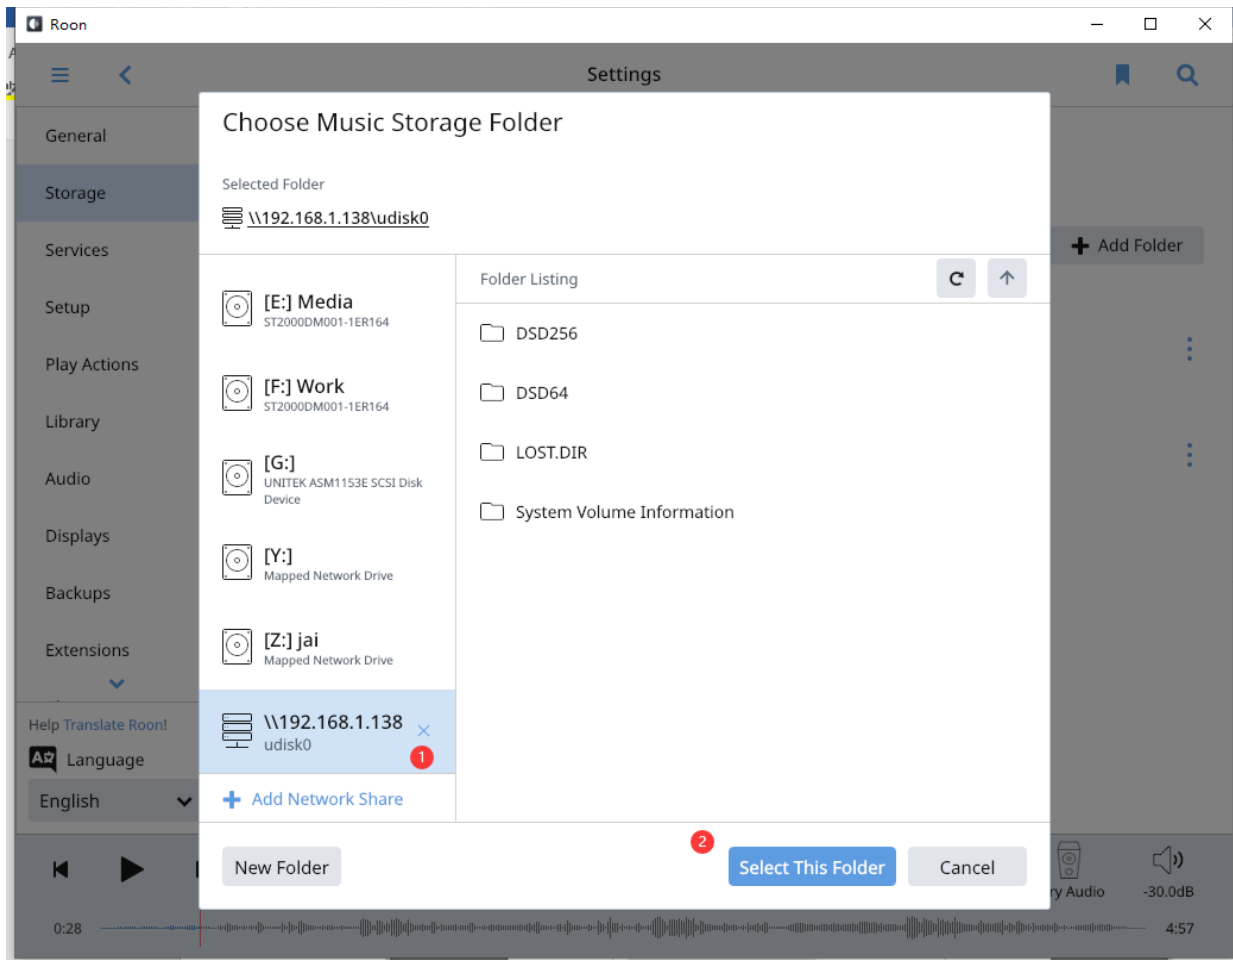 Roon
Settings
General
Storage
Services
Setup
Play Actions
Library
Audio
Displays
Backups
Extensions
Help Translate Roon!
Language
English
Choose Music Storage Folder
Selected Folder
\\192.168.1.138\udisk0
Add Folder
[E:] Media
ST2000DM001-1ER164
[F:] Work
ST2000DM001-1ER164
[G:]
UNITEK ASM1153E SCSI Disk
Device
[Y:]
Mapped Network Drive
[Z:] jai
Mapped Network Drive
\\192.168.1.138
udisk0
1
Add Network Share
Folder Listing
DSD256
DSD64
LOST.DIR
System Volume Information
2
New Folder
Select This Folder
Cancel
ry Audio
-30.0dB
0:28
4:57